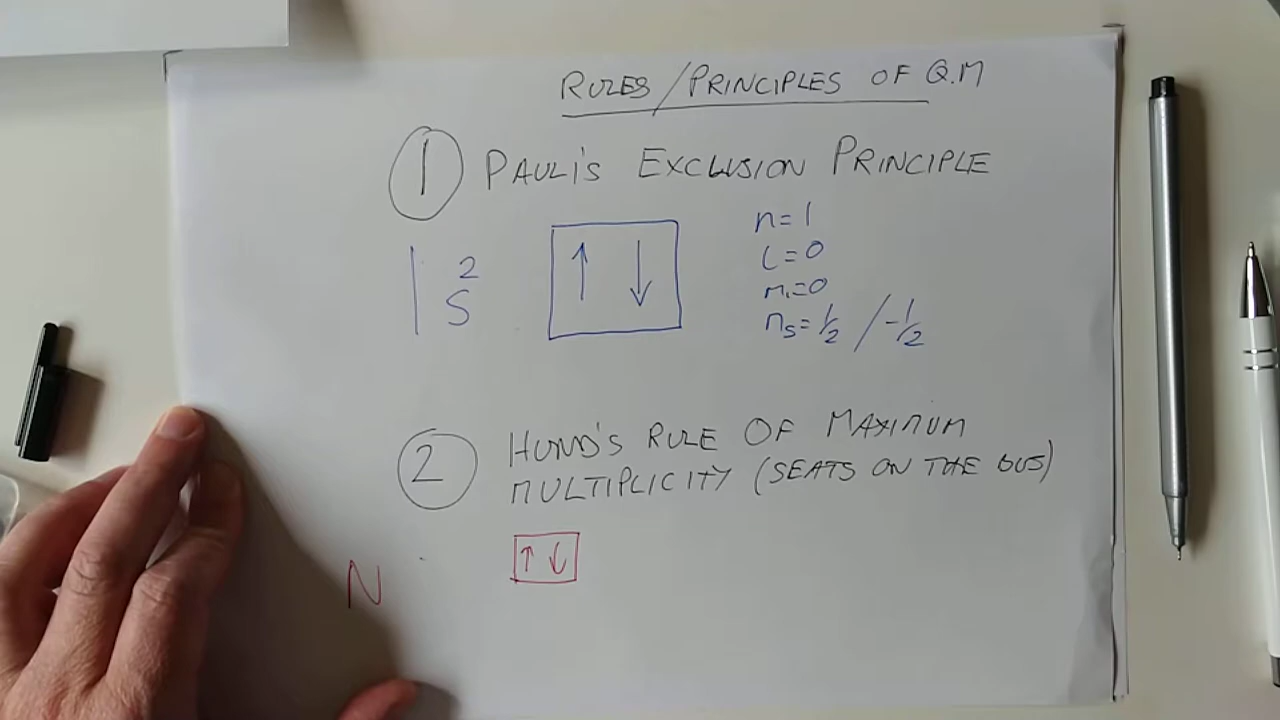 RULES/PRINCIPLES OF Q.M
1 PAULI'S EXCLUSION PRINCIPLE
1s² ↑ ↓
n=1
l=0
mₗ=0
ns=½ / -½
2 HUND'S RULE OF MAXIMUM
MULTIPLICITY (SEATS ON THE BUS)
N ↑ ↓